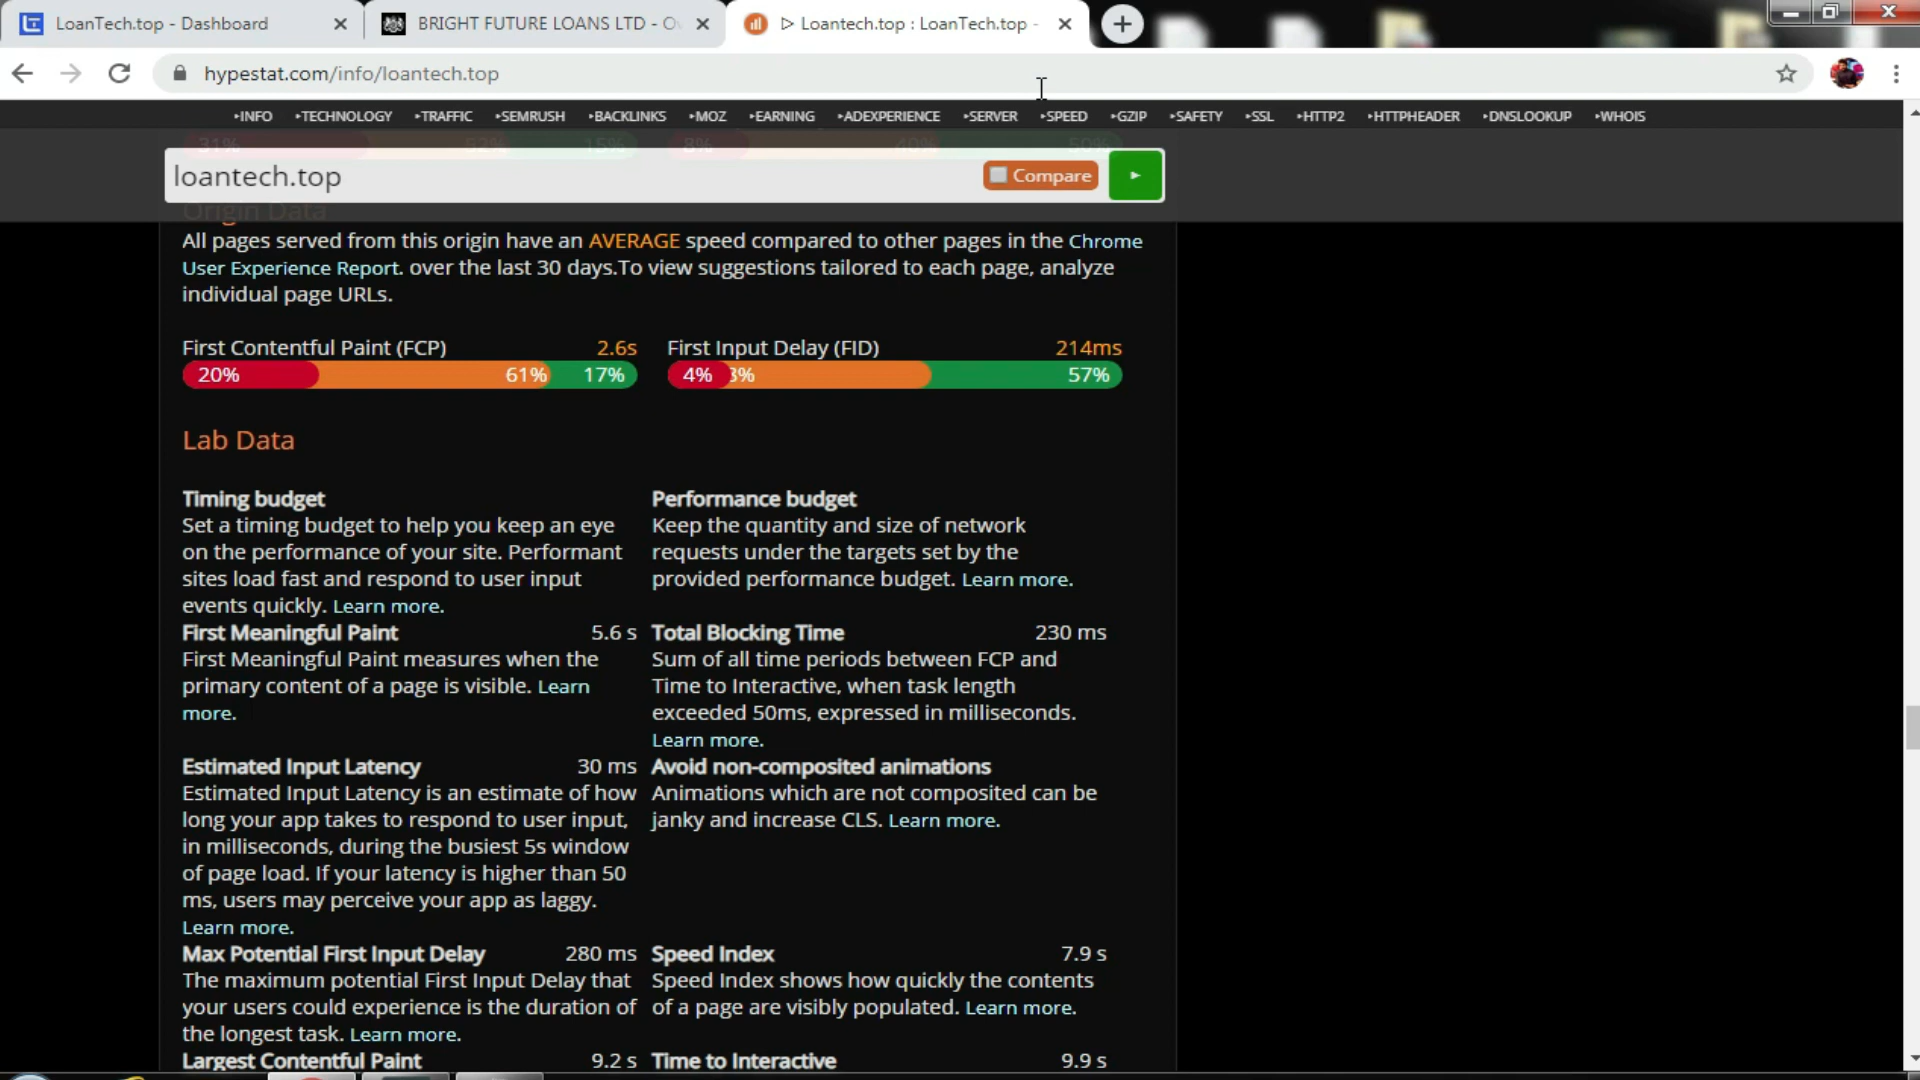 LoanTech.top - Dashboard
BRIGHT FUTURE LOANS LTD - O
Loantech.top : LoanTech.top -
hypestat.com/info/loantech.top
INFO TECHNOLOGY TRAFFIC SEMRUSH BACKLINKS MOZ EARNING ADEXPERIENCE SERVER SPEED GZIP SAFETY SSL HTTP2 HTTPHEADER DNSLOOKUP WHOIS
31% 52% 15% 8% 40% 50%
loantech.top Compare
Origin Data
All pages served from this origin have an AVERAGE speed compared to other pages in the Chrome
User Experience Report. over the last 30 days.To view suggestions tailored to each page, analyze
individual page URLs.
First Contentful Paint (FCP) 2.6s
20% 61% 17%
First Input Delay (FID) 214ms
4% 57%
Lab Data
Timing budget
Set a timing budget to help you keep an eye
on the performance of your site. Performant
sites load fast and respond to user input
events quickly. Learn more.
Performance budget
Keep the quantity and size of network
requests under the targets set by the
provided performance budget. Learn more.
First Meaningful Paint 5.6 s
First Meaningful Paint measures when the
primary content of a page is visible. Learn
more.
Total Blocking Time 230 ms
Sum of all time periods between FCP and
Time to Interactive, when task length
exceeded 50ms, expressed in milliseconds.
Learn more.
Estimated Input Latency 30 ms
Estimated Input Latency is an estimate of how
long your app takes to respond to user input,
in milliseconds, during the busiest 5s window
of page load. If your latency is higher than 50
ms, users may perceive your app as laggy.
Learn more.
Avoid non-composited animations
Animations which are not composited can be
janky and increase CLS. Learn more.
Max Potential First Input Delay 280 ms
The maximum potential First Input Delay that
your users could experience is the duration of
the longest task. Learn more.
Speed Index 7.9 s
Speed Index shows how quickly the contents
of a page are visibly populated. Learn more.
Largest Contentful Paint 9.2 s
Time to Interactive 9.9 s